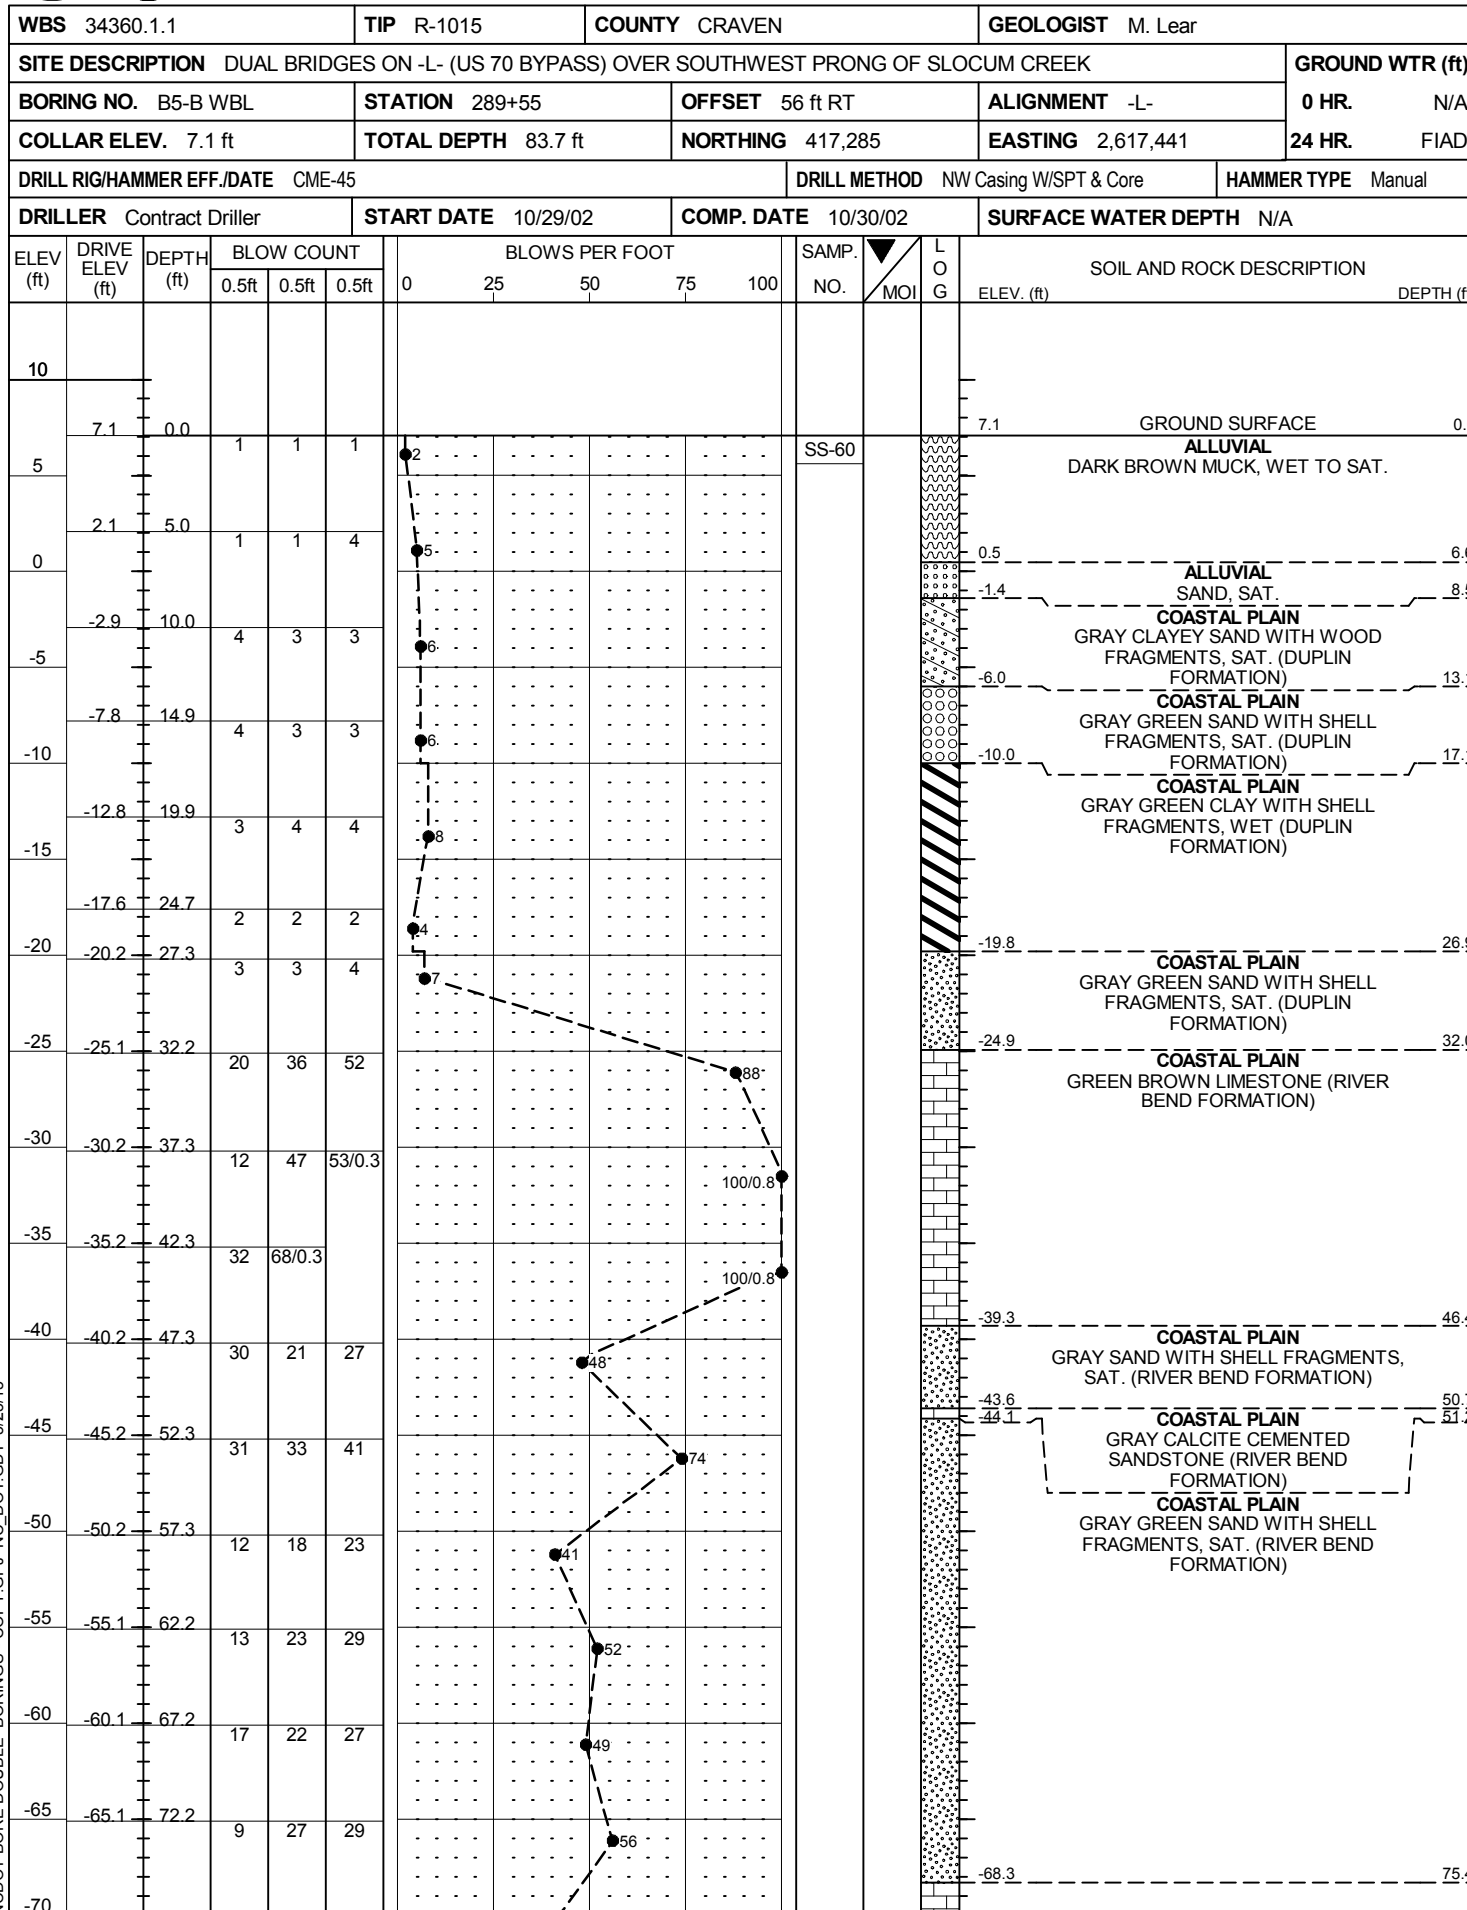 WBS 34360.1.1 TIP R-1015 COUNTY CRAVEN GEOLOGIST M. Lear
SITE DESCRIPTION DUAL BRIDGES ON -L- (US 70 BYPASS) OVER SOUTHWEST PRONG OF SLOCUM CREEK GROUND WTR (ft)
BORING NO. B5-B WBL STATION 289+55 OFFSET 56 ft RT ALIGNMENT -L- 0 HR. N/A
COLLAR ELEV. 7.1 ft TOTAL DEPTH 83.7 ft NORTHING 417,285 EASTING 2,617,441 24 HR. FIAD
DRILL RIG/HAMMER EFF./DATE CME-45 DRILL METHOD NW Casing W/SPT & Core HAMMER TYPE Manual
DRILLER Contract Driller START DATE 10/29/02 COMP. DATE 10/30/02 SURFACE WATER DEPTH N/A
ELEV (ft) DRIVE ELEV (ft) DEPTH (ft) BLOW COUNT BLOWS PER FOOT SAMP. NO. MOI LOG SOIL AND ROCK DESCRIPTION
0.5ft 0.5ft 0.5ft 0 25 50 75 100 ELEV. (ft) DEPTH (f
10
7.1 0.0 7.1 GROUND SURFACE 0.
1 1 1 2 SS-60 ALLUVIAL
5 DARK BROWN MUCK, WET TO SAT.
2.1 5.0
1 1 4 5
0 0.5 6.6
ALLUVIAL
SAND, SAT.
-1.4 8.5
-2.9 10.0 COASTAL PLAIN
4 3 3 6 GRAY CLAYEY SAND WITH WOOD
-5 FRAGMENTS, SAT. (DUPLIN
FORMATION)
-6.0 13.
-7.8 14.9 COASTAL PLAIN
4 3 3 6 GRAY GREEN SAND WITH SHELL
FRAGMENTS, SAT. (DUPLIN
-10 FORMATION)
-10.0 17.
COASTAL PLAIN
-12.8 19.9 GRAY GREEN CLAY WITH SHELL
3 4 4 8 FRAGMENTS, WET (DUPLIN
-15 FORMATION)
-17.6 24.7
2 2 2 4
-20 -19.8 26.9
-20.2 27.3 COASTAL PLAIN
3 3 4 7 GRAY GREEN SAND WITH SHELL
FRAGMENTS, SAT. (DUPLIN
FORMATION)
-25 -24.9 32.0
-25.1 32.2 COASTAL PLAIN
20 36 52 88 GREEN BROWN LIMESTONE (RIVER
BEND FORMATION)
-30
-30.2 37.3
12 47 53/0.3 100/0.8
-35
-35.2 42.3
32 68/0.3 100/0.8
-39.3 46.4
-40 COASTAL PLAIN
-40.2 47.3 GRAY SAND WITH SHELL FRAGMENTS,
30 21 27 48 SAT. (RIVER BEND FORMATION)
-43.6 50.7
-44.1
-45 COASTAL PLAIN
-45.2 52.3 GRAY CALCITE CEMENTED
31 33 41 74 SANDSTONE (RIVER BEND
FORMATION)
-50 COASTAL PLAIN
-50.2 57.3 GRAY GREEN SAND WITH SHELL
12 18 23 41 FRAGMENTS, SAT. (RIVER BEND
FORMATION)
-55
-55.1 62.2
13 23 29 52
-60
-60.1 67.2
17 22 27 49
-65
-65.1 72.2
9 27 29 56
-68.3 75.4
-70